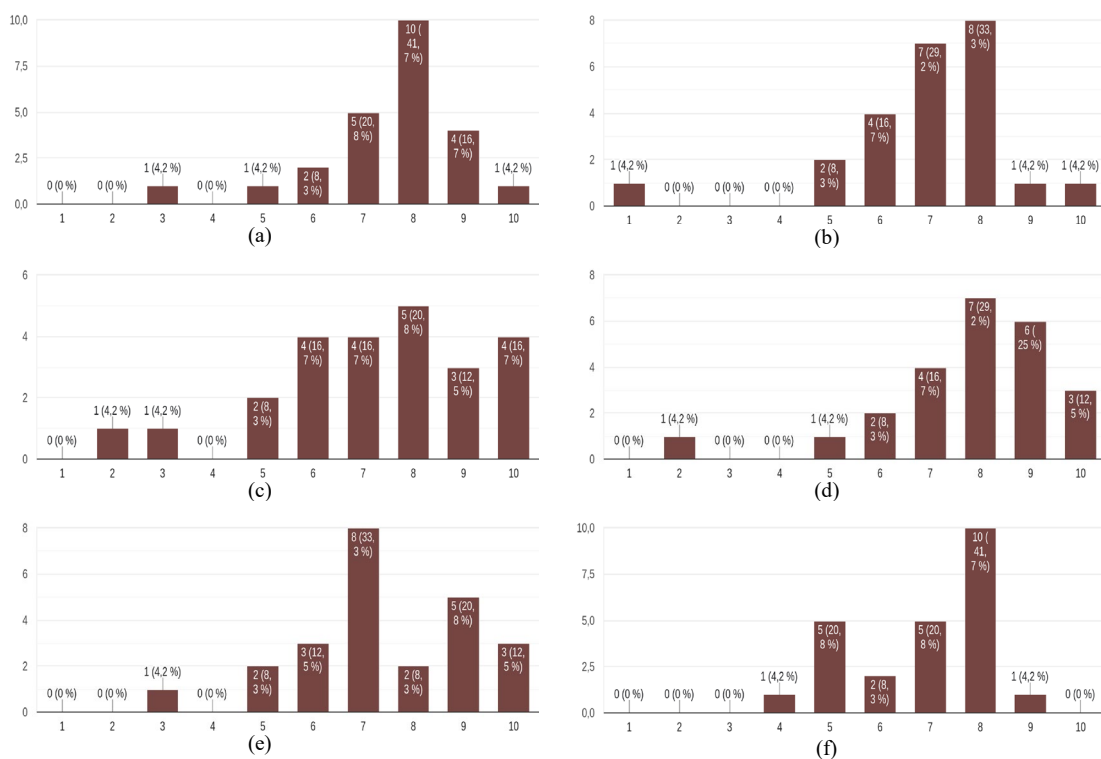 10,0
7,5
5,0
2,5
0,0
0 (0 %)
0 (0 %)
1 (4,2 %)
0 (0 %)
1 (4,2 %)
2 (8,
3 %)
5 (20,
8 %)
10 (
41,
7 %)
4 (16,
7 %)
1 (4,2 %)
1 2 3 4 5 6 7 8 9 10
(a)
8
6
4
2
0
1 (4,2 %)
0 (0 %)
0 (0 %)
0 (0 %)
2 (8,
3 %)
4 (16,
7 %)
7 (29,
2 %)
8 (33,
3 %)
1 (4,2 %)
1 (4,2 %)
1 2 3 4 5 6 7 8 9 10
(b)
6
4
2
0
0 (0 %)
1 (4,2 %)
1 (4,2 %)
0 (0 %)
2 (8,
3 %)
4 (16,
7 %)
4 (16,
7 %)
5 (20,
8 %)
3 (12,
5 %)
4 (16,
7 %)
1 2 3 4 5 6 7 8 9 10
(c)
8
6
4
2
0
0 (0 %)
1 (4,2 %)
0 (0 %)
0 (0 %)
1 (4,2 %)
2 (8,
3 %)
4 (16,
7 %)
7 (29,
2 %)
6 (
25 %)
3 (12,
5 %)
1 2 3 4 5 6 7 8 9 10
(d)
8
6
4
2
0
0 (0 %)
0 (0 %)
1 (4,2 %)
0 (0 %)
2 (8,
3 %)
3 (12,
5 %)
8 (33,
3 %)
2 (8,
3 %)
5 (20,
8 %)
3 (12,
5 %)
1 2 3 4 5 6 7 8 9 10
(e)
10,0
7,5
5,0
2,5
0,0
0 (0 %)
0 (0 %)
0 (0 %)
1 (4,2 %)
5 (20,
8 %)
2 (8,
3 %)
5 (20,
8 %)
10 (
41,
7 %)
1 (4,2 %)
0 (0 %)
1 2 3 4 5 6 7 8 9 10
(f)